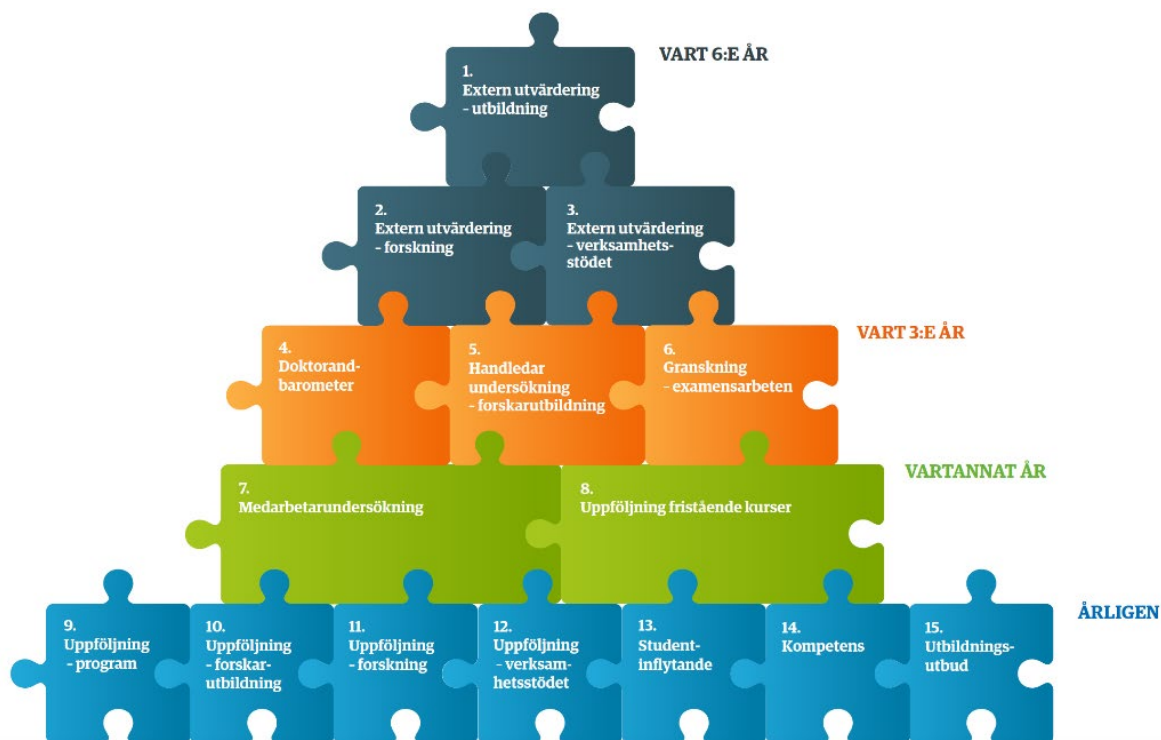 VART 6:E ÅR
1.
Extern utvärdering
– utbildning
2.
Extern utvärdering
– forskning
3.
Extern utvärdering
– verksamhets-
stödet
VART 3:E ÅR
4.
Doktorand-
barometer
5.
Handledar
undersökning
– forskarutbildning
6.
Granskning
– examensarbeten
VARTANNAT ÅR
7.
Medarbetarundersökning
8.
Uppföljning fristående kurser
ÅRLIGEN
9.
Uppföljning
– program
10.
Uppföljning
– forskar-
utbildning
11.
Uppföljning
– forskning
12.
Uppföljning
– verksam-
hetsstödet
13.
Student-
inflytande
14.
Kompetens
15.
Utbildnings-
utbud